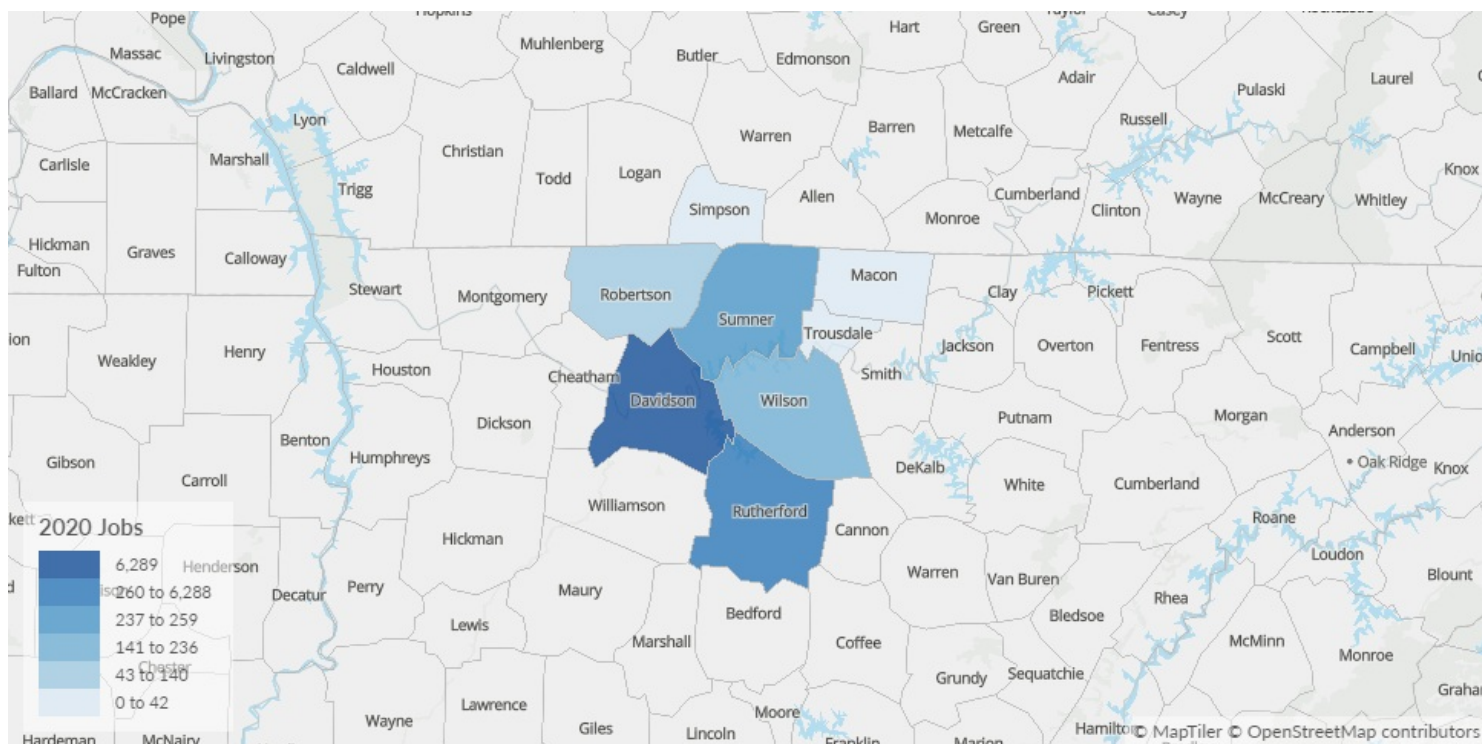 Hopkins
Hart
Green
Taylor
Casey
Pope
Muhlenberg
Butler
Massac
Livingston
Edmonson
Caldwell
Adair
Laurel
Pulaski
Ballard
McCracken
Lyon
Warren
Barren
Metcalfe
Russell
Carlisle
Marshall
Christian
Todd
Logan
Trigg
Allen
Cumberland
Wayne
McCreary
Whitley
Knox
Simpson
Monroe
Clinton
Hickman
Graves
Calloway
Fulton
Macon
Stewart
Montgomery
Robertson
Clay
Pickett
Sumner
Trousdale
Scott
Weakley
Henry
Houston
Cheatham
Smith
Jackson
Overton
Fentress
Campbell
Davidson
Wilson
Putnam
Morgan
Dickson
Anderson
Benton
Humphreys
Gibson
Carroll
DeKalb
White
Cumberland
Oak Ridge
Knox
Williamson
Rutherford
Cannon
Roane
2020 Jobs
6,289
260 to 6,288
237 to 259
141 to 236
43 to 140
0 to 42
Hickman
Henderson
Decatur
Perry
Maury
Warren
Van Buren
Loudon
Blount
Rhea
Bedford
Bledsoe
Lewis
Marshall
Coffee
McMinn
Monroe
Chester
Grundy
Sequatchie
Lawrence
Wayne
Giles
Lincoln
Moore
Franklin
Marion
Hamilton
Hardeman
McNairy
© MapTiler © OpenStreetMap contributors